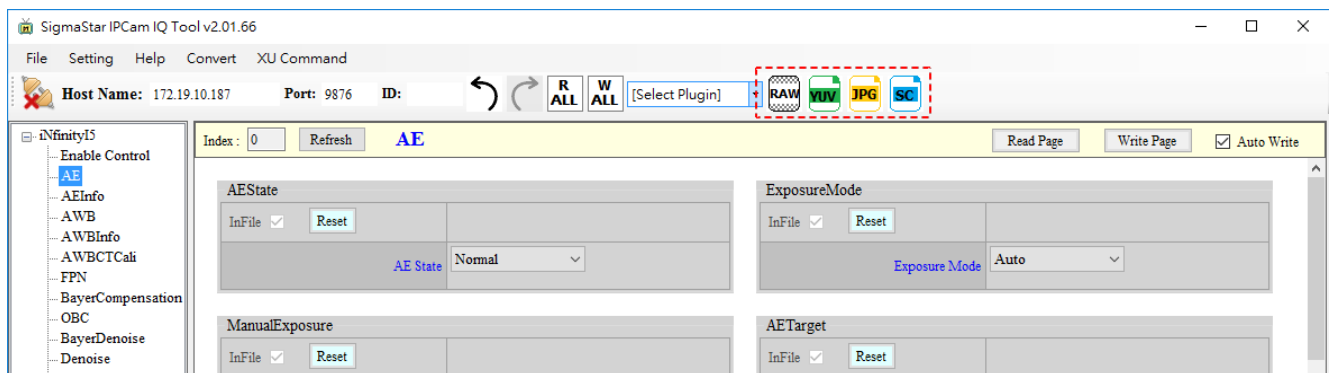 SigmaStar IPCam IQ Tool v2.01.66
File Setting Help Convert XU Command
Host Name: 172.19.10.187 Port: 9876 ID: R ALL W ALL [Select Plugin] RAW YUV JPG SC
iNfinityI5
Enable Control
AE
AEInfo
AWB
AWBInfo
AWBCTCali
FPN
BayerCompensation
OBC
BayerDenoise
Denoise
Index : 0 Refresh AE Read Page Write Page Auto Write
AEState
InFile Reset
AE State Normal
ExposureMode
InFile Reset
Exposure Mode Auto
ManualExposure
InFile Reset
AETarget
InFile Reset